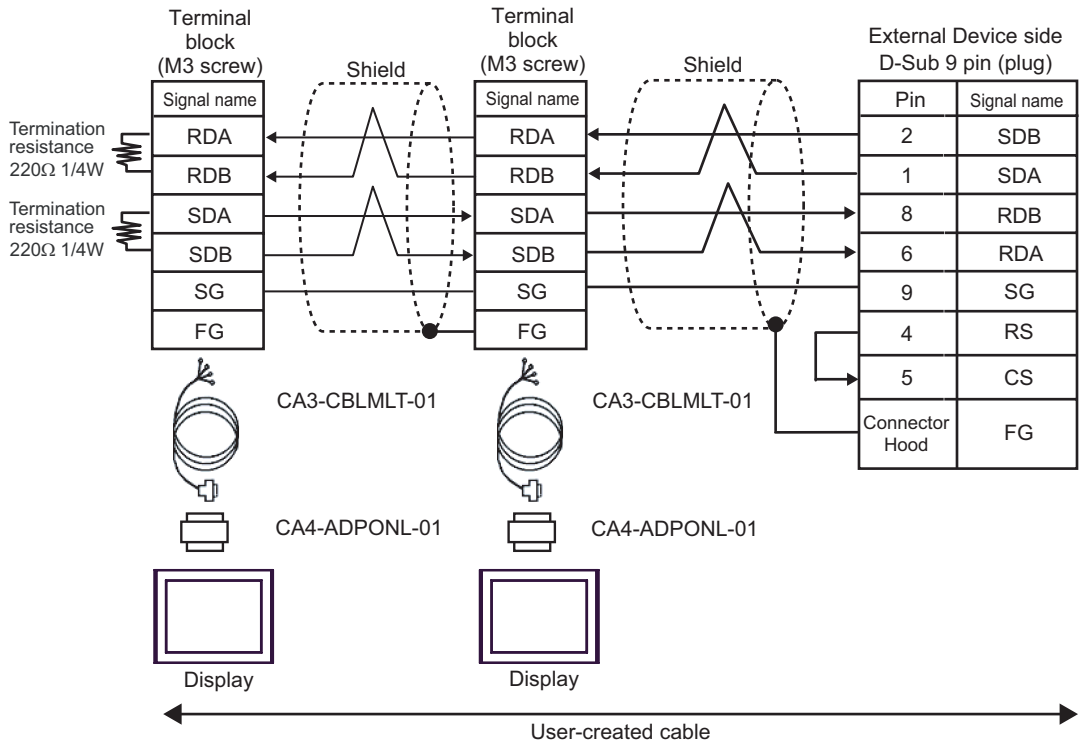 Terminal
block
(M3 screw)
Terminal
block
(M3 screw)
External Device side
D-Sub 9 pin (plug)
Shield
Shield
Signal name
Signal name
Pin Signal name
Termination
resistance
220Ω 1/4W
RDA
RDA
2 SDB
RDB
RDB
1 SDA
Termination
resistance
220Ω 1/4W
SDA
SDA
8 RDB
SDB
SDB
6 RDA
SG
SG
9 SG
FG
FG
4 RS
5 CS
Connector
Hood
FG
CA3-CBLMLT-01
CA3-CBLMLT-01
CA4-ADPONL-01
CA4-ADPONL-01
Display
Display
User-created cable